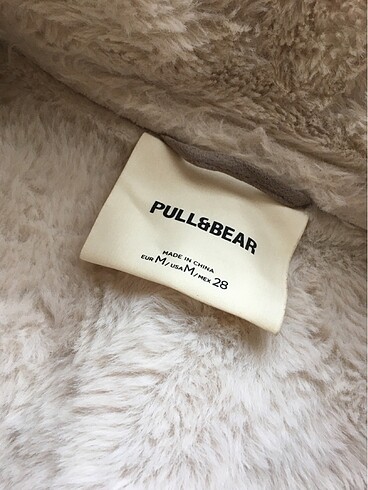 PULL&BEAR
MADE IN CHINA
EUR M/USA M/MEX 28